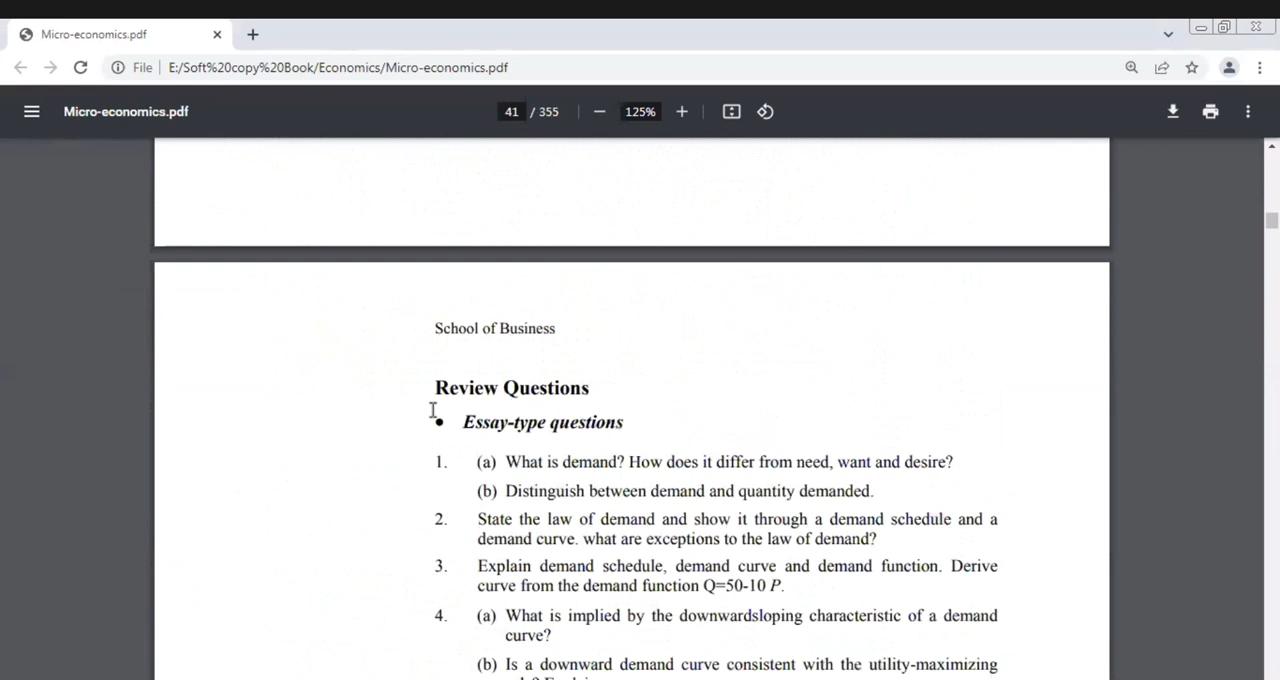 Micro-economics.pdf
File E:/Soft%20copy%20Book/Economics/Micro-economics.pdf
Micro-economics.pdf 41 / 355 125%
School of Business
Review Questions
• Essay-type questions
1. (a) What is demand? How does it differ from need, want and desire?
(b) Distinguish between demand and quantity demanded.
2. State the law of demand and show it through a demand schedule and a
demand curve. what are exceptions to the law of demand?
3. Explain demand schedule, demand curve and demand function. Derive
curve from the demand function Q=50-10 P.
4. (a) What is implied by the downwardsloping characteristic of a demand
curve?
(b) Is a downward demand curve consistent with the utility-maximizing